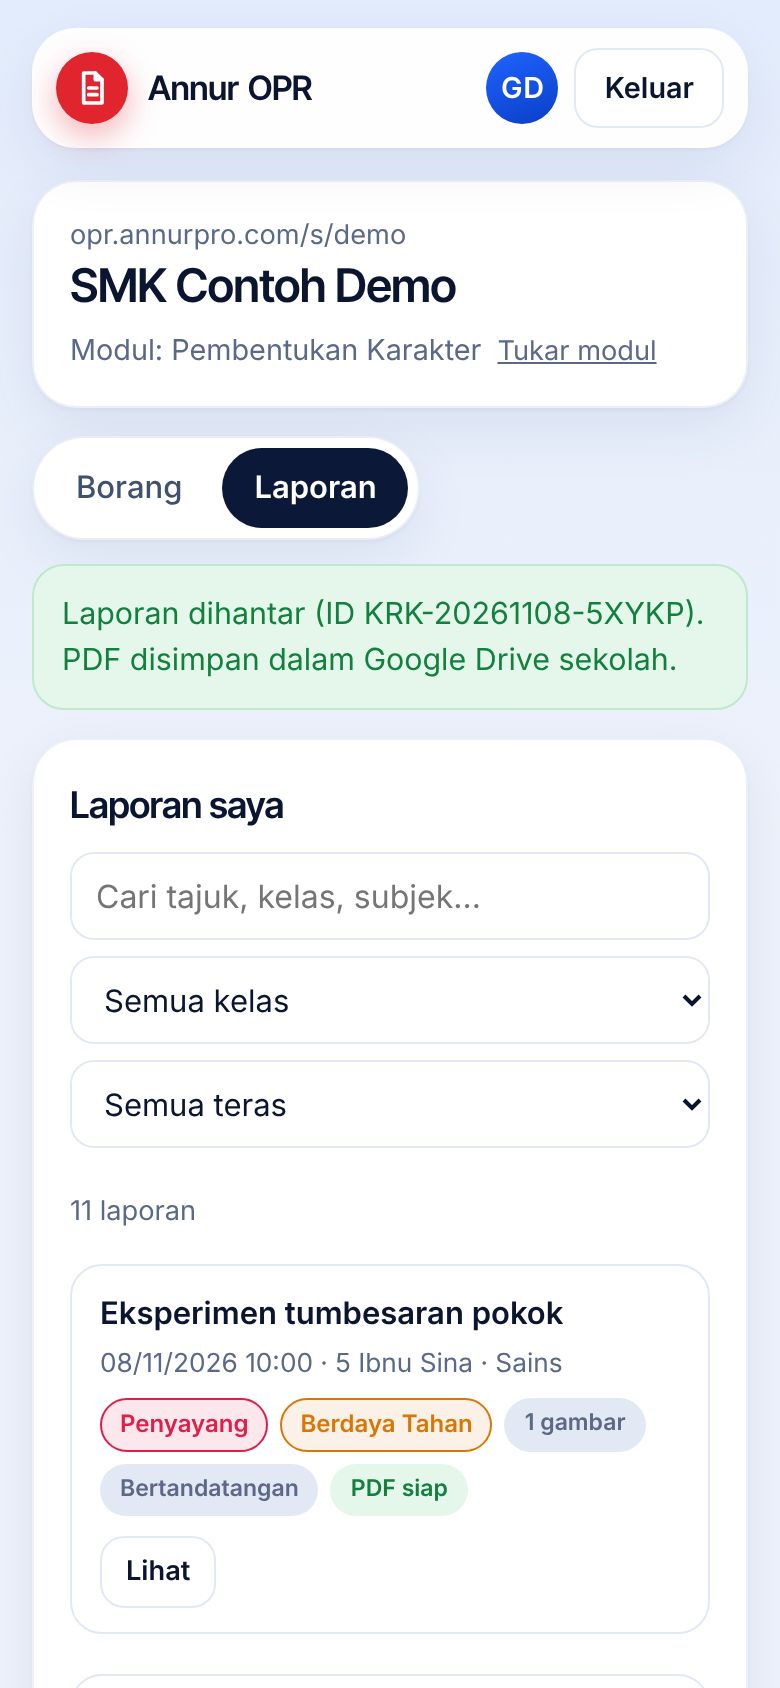 Annur OPR
GD
Keluar
opr.annurpro.com/s/demo
SMK Contoh Demo
Modul: Pembentukan Karakter Tukar modul
Borang
Laporan
Laporan dihantar (ID KRK-20261108-5XYKP).
PDF disimpan dalam Google Drive sekolah.
Laporan saya
Cari tajuk, kelas, subjek...
Semua kelas
Semua teras
11 laporan
Eksperimen tumbesaran pokok
08/11/2026 10:00 · 5 Ibnu Sina · Sains
Penyayang
Berdaya Tahan
1 gambar
Bertandatangan
PDF siap
Lihat